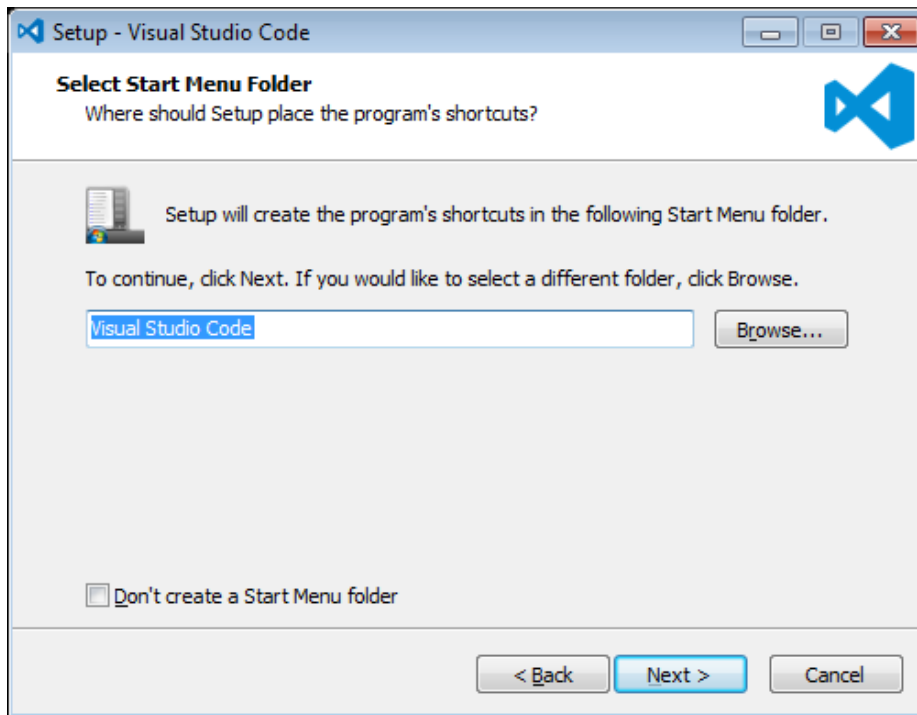 Setup - Visual Studio Code
Select Start Menu Folder
Where should Setup place the program's shortcuts?
Setup will create the program's shortcuts in the following Start Menu folder.
To continue, click Next. If you would like to select a different folder, click Browse.
Visual Studio Code
Browse...
Don't create a Start Menu folder
< Back
Next >
Cancel